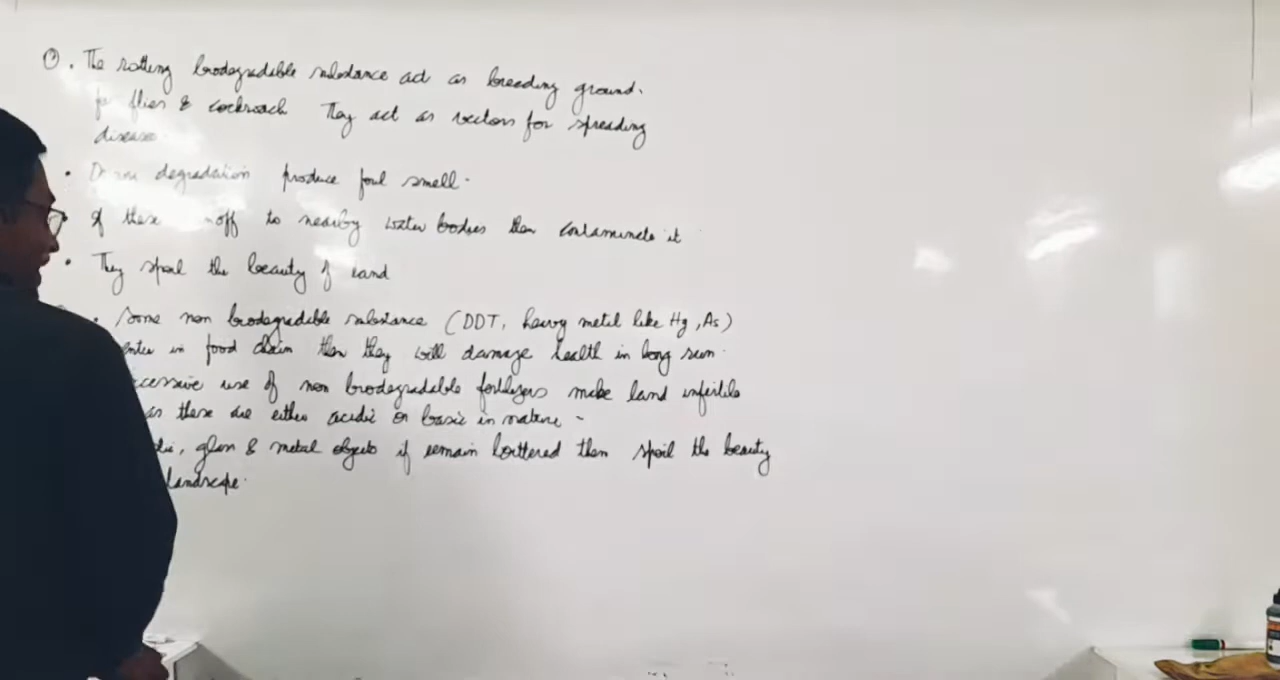 ①. The rotting biodegradible substance act as breeding ground.
for flies & cockroach They act as vectors for spreading
disease.
• degradation produce foul smell.
• If these off to nearby water bodies then contaminate it
• They spoil the beauty of land
• Some non biodegradible substance (DDT, heavy metal like Hg, As)
enter in food chain then they will damage health in long run.
cessive use of non biodegradable fertilizers make land infertile
as these are either acidic or basic in nature -
glass & metal objects if remain littered then spoil the beauty
landscape.